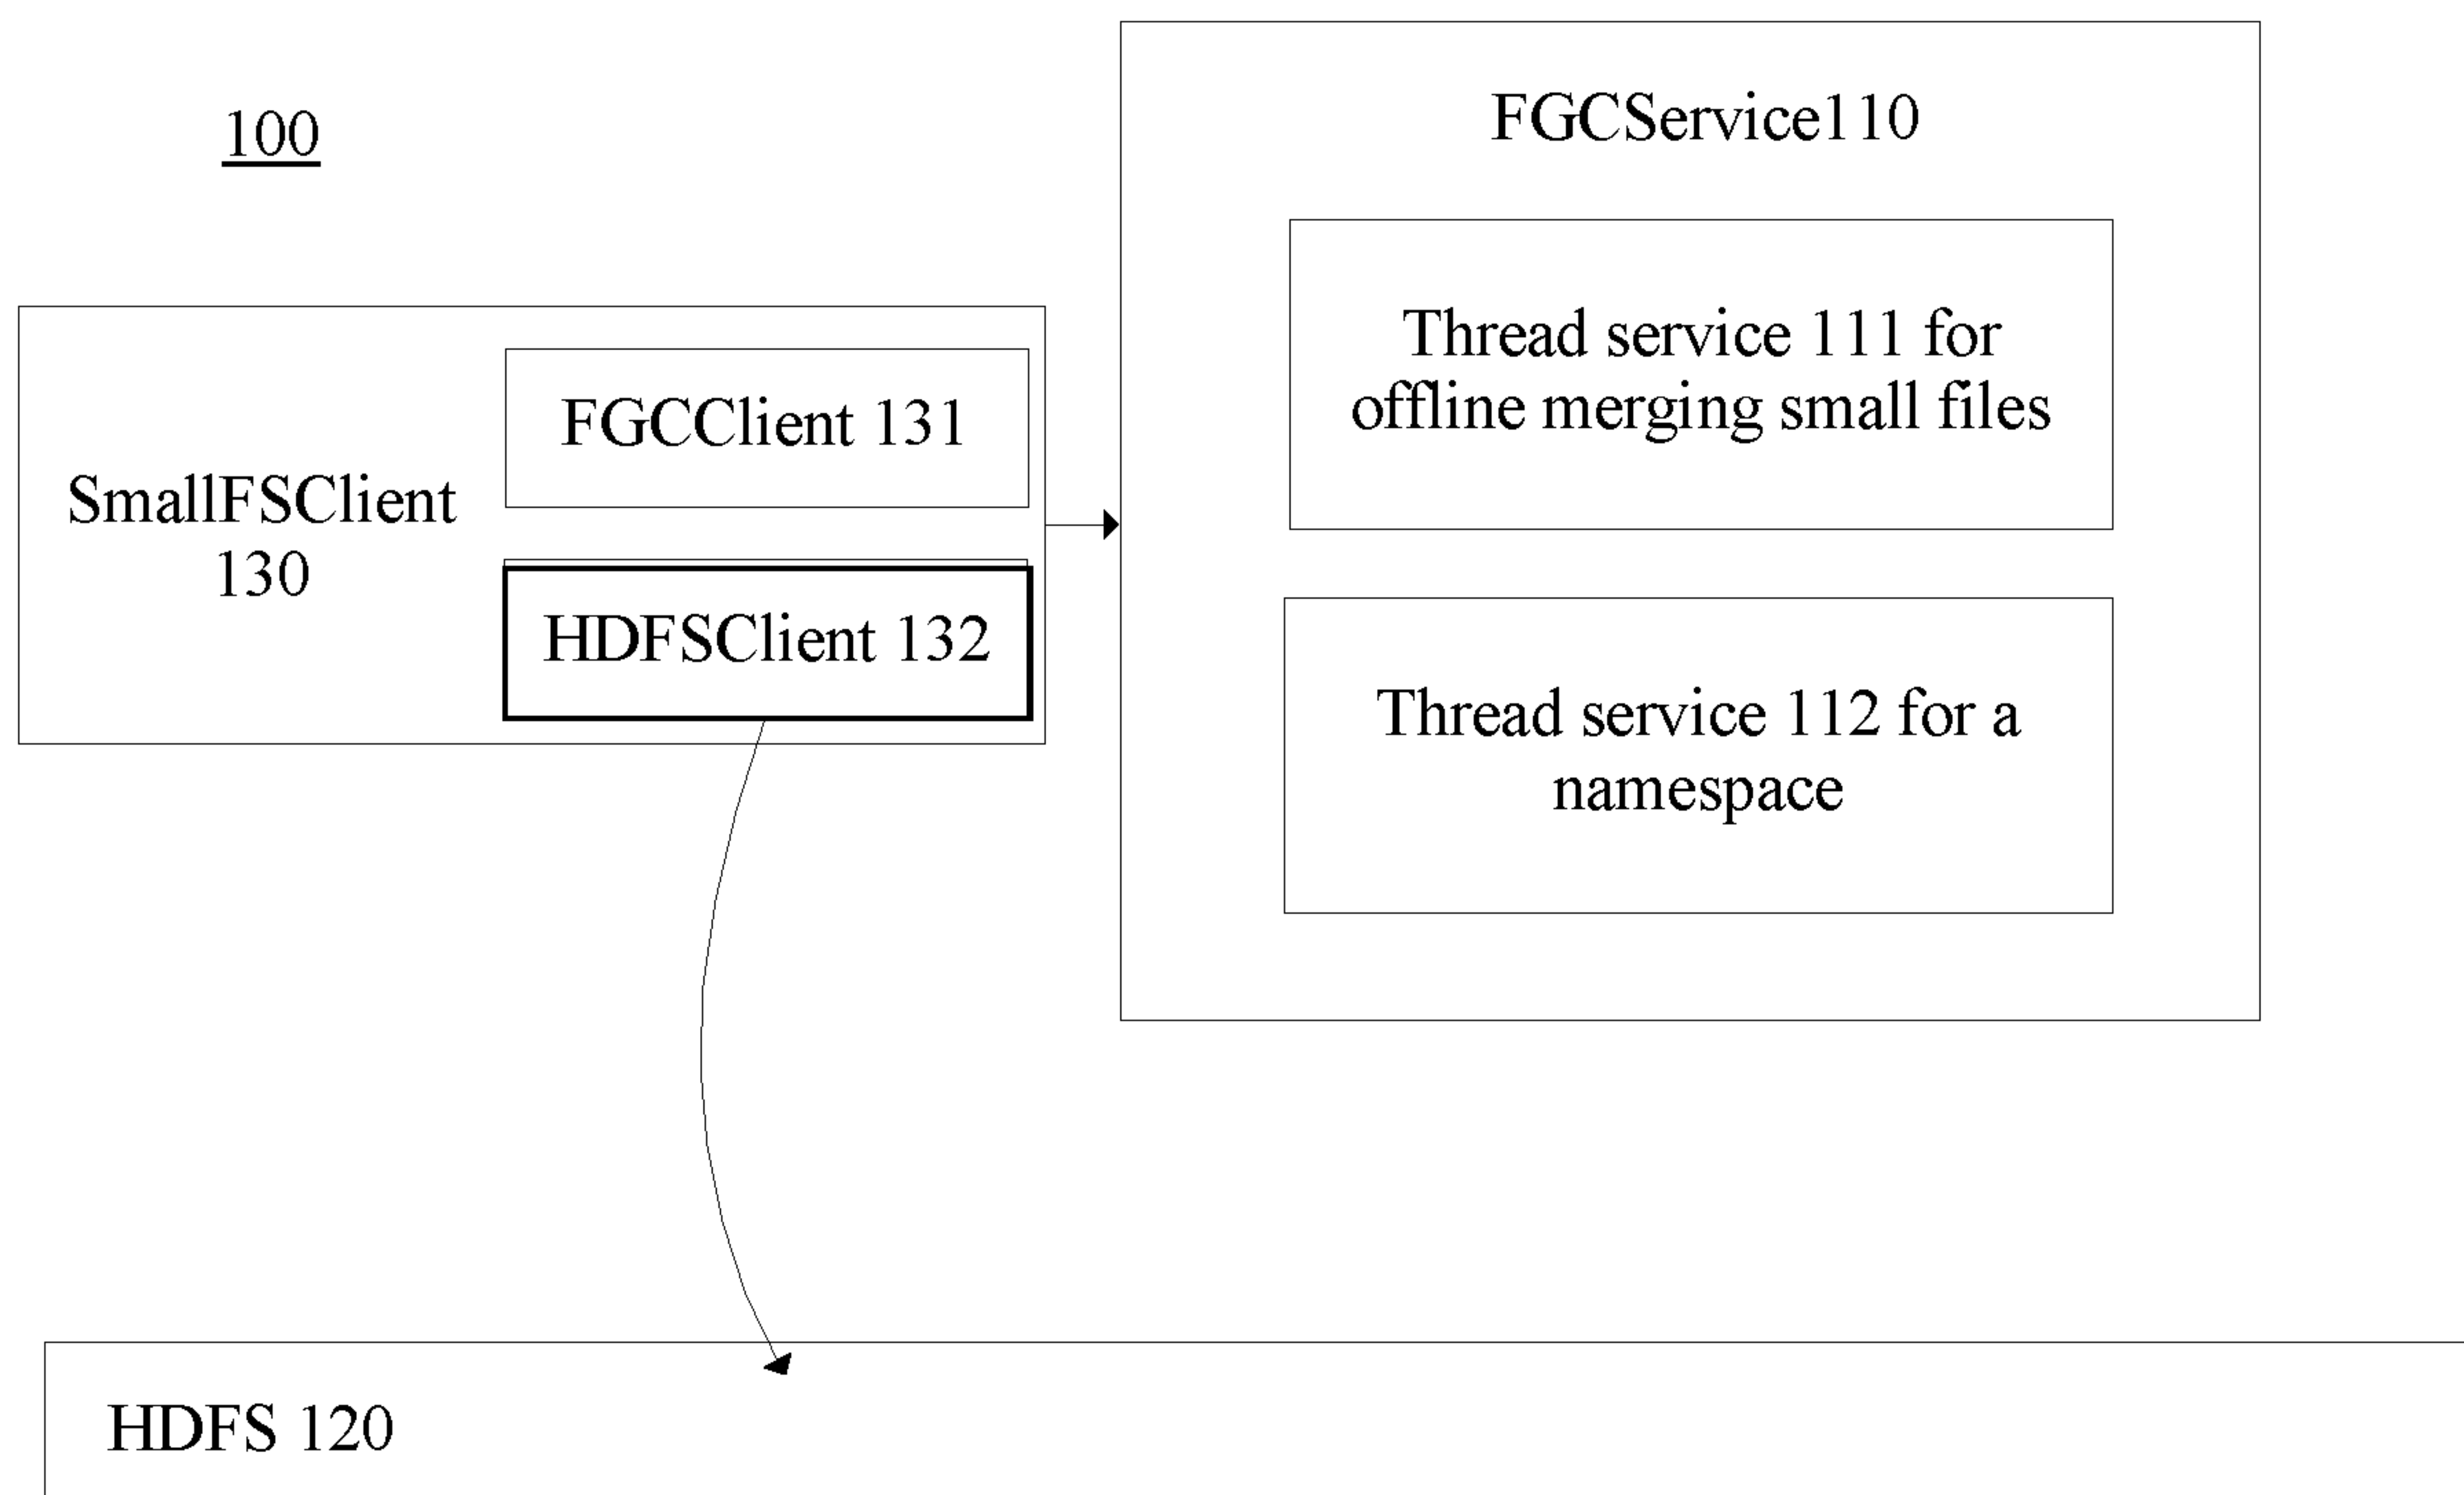 100
FGCService110
Thread service 111 for
offline merging small files
FGCClient 131
SmallFSClient
130
HDFSClient 132
Thread service 112 for a
namespace
HDFS 120